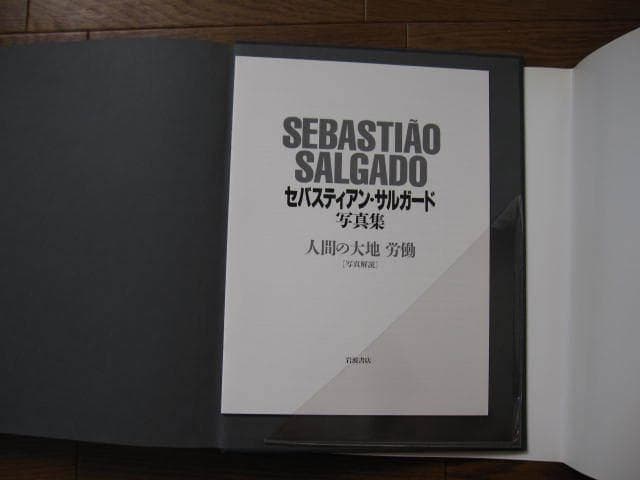 SEBASTIÃO
SALGADO
セバスティアン・サルガード
写真集
人間の大地 労働
［写真解説］
岩波書店